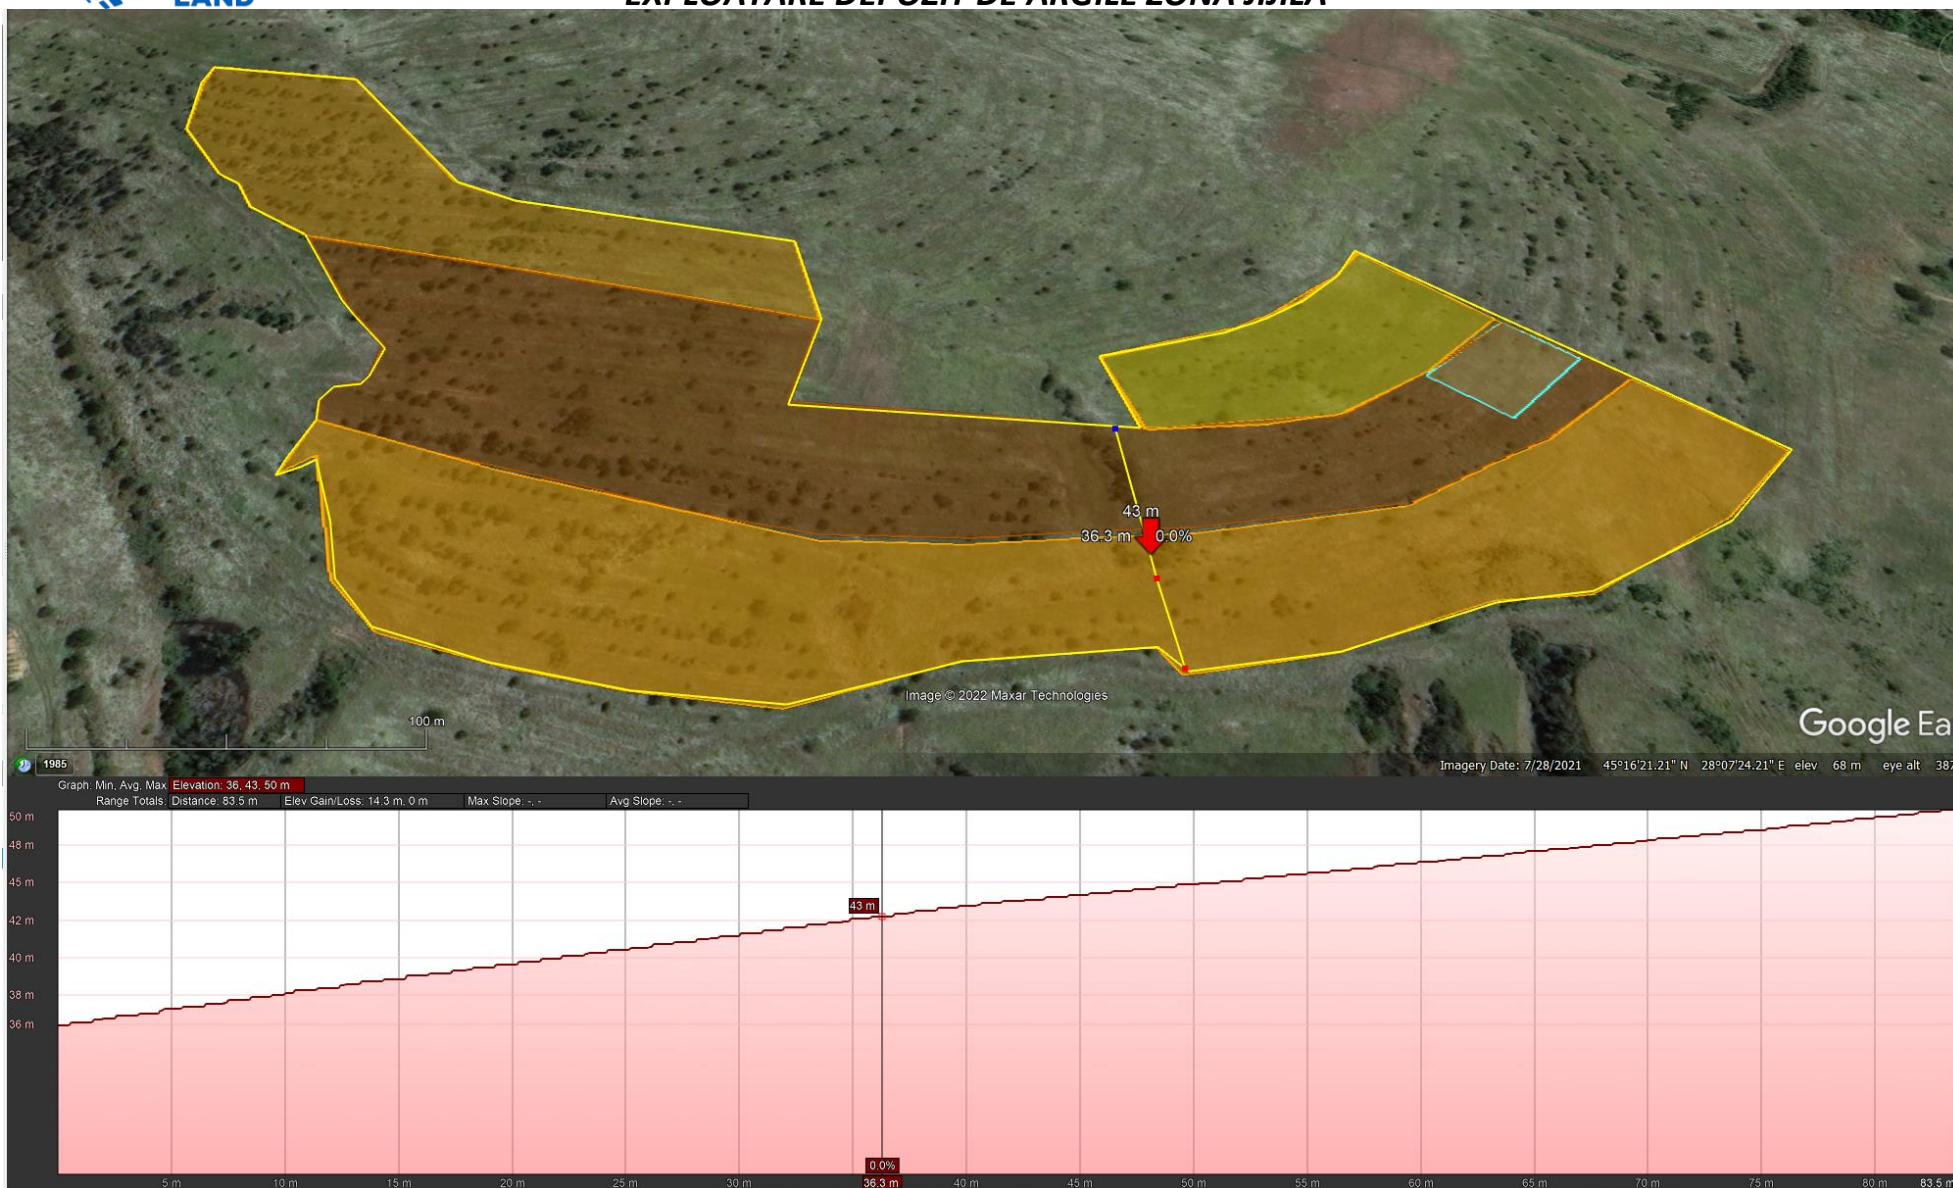 LAND
EXPLOATARE DEPOZIT DE ARGILE ZONA JIJILA
43 m
36.3 m 0.0%
Image © 2022 Maxar Technologies
100 m
Google Ea
1985
Imagery Date: 7/28/2021 45°16'21.21" N 28°07'24.21" E elev 68 m eye alt 387
Graph: Min, Avg, Max Elevation: 36, 43, 50 m
Range Totals: Distance: 83.5 m Elev Gain/Loss: 14.3 m, 0 m Max Slope: -, - Avg Slope: -, -
50 m
48 m
45 m
43 m
42 m
40 m
38 m
36 m
0.0%
5 m 10 m 15 m 20 m 25 m 30 m 36.3 m 40 m 45 m 50 m 55 m 60 m 65 m 70 m 75 m 80 m 83.5 m